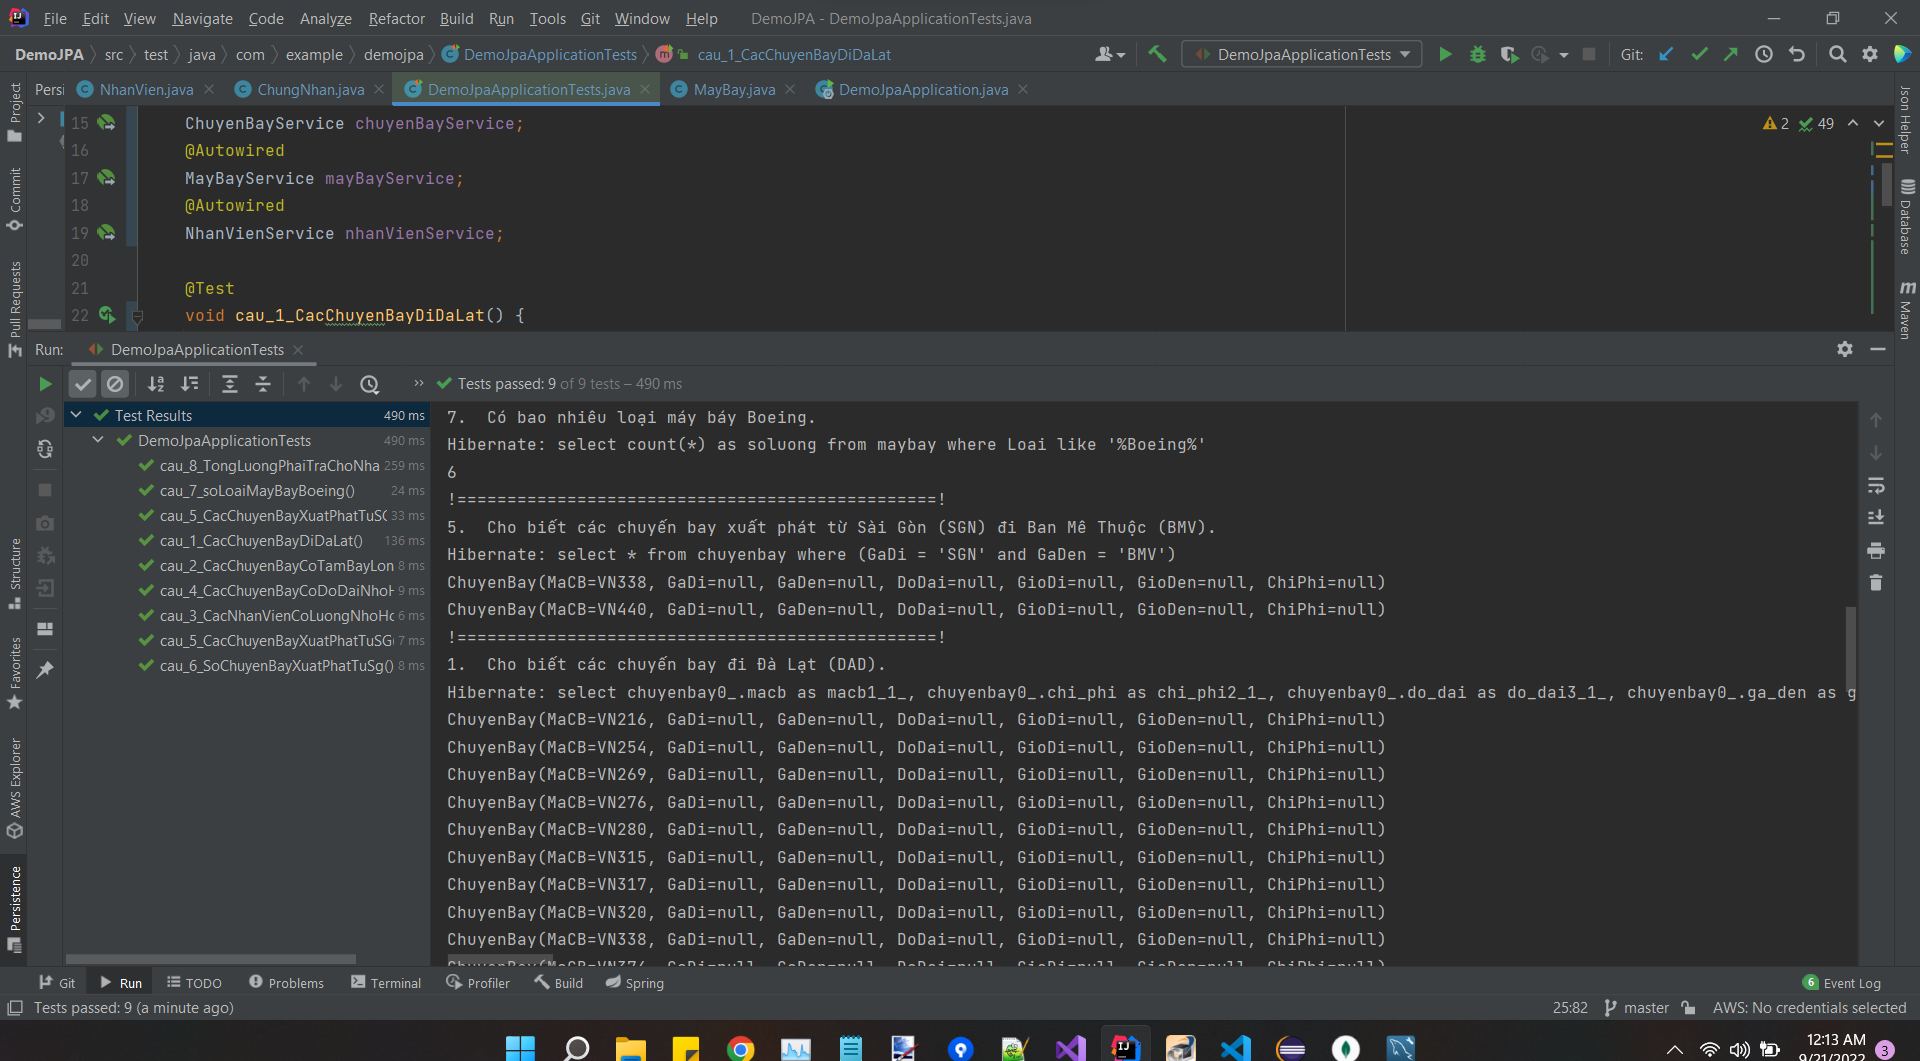 File Edit View Navigate Code Analyze Refactor Build Run Tools Git Window Help DemoJPA - DemoJpaApplicationTests.java
DemoJPA src test java com example demojpa DemoJpaApplicationTests cau_1_CacChuyenBayDiDaLat DemoJpaApplicationTests Git:
Persi NhanVien.java ChungNhan.java DemoJpaApplicationTests.java MayBay.java DemoJpaApplication.java
15 ChuyenBayService chuyenBayService; 2 49
16 @Autowired
17 MayBayService mayBayService;
18 @Autowired
19 NhanVienService nhanVienService;
20
21 @Test
22 void cau_1_CacChuyenBayDiDaLat() {
Run: DemoJpaApplicationTests
Tests passed: 9 of 9 tests – 490 ms
Test Results 490 ms
DemoJpaApplicationTests 490 ms
cau_8_TongLuongPhaiTraChoNha 259 ms
cau_7_soLoaiMayBayBoeing() 24 ms
cau_5_CacChuyenBayXuatPhatTuSG 33 ms
cau_1_CacChuyenBayDiDaLat() 136 ms
cau_2_CacChuyenBayCoTamBayLon 8 ms
cau_4_CacChuyenBayCoDoDaiNhoH 9 ms
cau_3_CacNhanVienCoLuongNhoHo 6 ms
cau_5_CacChuyenBayXuatPhatTuSG 7 ms
cau_6_SoChuyenBayXuatPhatTuSg() 8 ms
7. Có bao nhiêu loại máy báy Boeing.
Hibernate: select count(*) as soluong from maybay where Loai like '%Boeing%'
6
!================================================!
5. Cho biết các chuyến bay xuất phát từ Sài Gòn (SGN) đi Ban Mê Thuộc (BMV).
Hibernate: select * from chuyenbay where (GaDi = 'SGN' and GaDen = 'BMV')
ChuyenBay(MaCB=VN338, GaDi=null, GaDen=null, DoDai=null, GioDi=null, GioDen=null, ChiPhi=null)
ChuyenBay(MaCB=VN440, GaDi=null, GaDen=null, DoDai=null, GioDi=null, GioDen=null, ChiPhi=null)
!================================================!
1. Cho biết các chuyến bay đi Đà Lạt (DAD).
Hibernate: select chuyenbay0_.macb as macb1_1_, chuyenbay0_.chi_phi as chi_phi2_1_, chuyenbay0_.do_dai as do_dai3_1_, chuyenbay0_.ga_den as g
ChuyenBay(MaCB=VN216, GaDi=null, GaDen=null, DoDai=null, GioDi=null, GioDen=null, ChiPhi=null)
ChuyenBay(MaCB=VN254, GaDi=null, GaDen=null, DoDai=null, GioDi=null, GioDen=null, ChiPhi=null)
ChuyenBay(MaCB=VN269, GaDi=null, GaDen=null, DoDai=null, GioDi=null, GioDen=null, ChiPhi=null)
ChuyenBay(MaCB=VN276, GaDi=null, GaDen=null, DoDai=null, GioDi=null, GioDen=null, ChiPhi=null)
ChuyenBay(MaCB=VN280, GaDi=null, GaDen=null, DoDai=null, GioDi=null, GioDen=null, ChiPhi=null)
ChuyenBay(MaCB=VN315, GaDi=null, GaDen=null, DoDai=null, GioDi=null, GioDen=null, ChiPhi=null)
ChuyenBay(MaCB=VN317, GaDi=null, GaDen=null, DoDai=null, GioDi=null, GioDen=null, ChiPhi=null)
ChuyenBay(MaCB=VN320, GaDi=null, GaDen=null, DoDai=null, GioDi=null, GioDen=null, ChiPhi=null)
ChuyenBay(MaCB=VN338, GaDi=null, GaDen=null, DoDai=null, GioDi=null, GioDen=null, ChiPhi=null)
Project
Commit
Pull Requests
Structure
Favorites
AWS Explorer
Persistence
Json Helper
Database
Maven
Git Run TODO Problems Terminal Profiler Build Spring 6 Event Log
Tests passed: 9 (a minute ago) 25:82 master AWS: No credentials selected
12:13 AM
9/21/2022 3